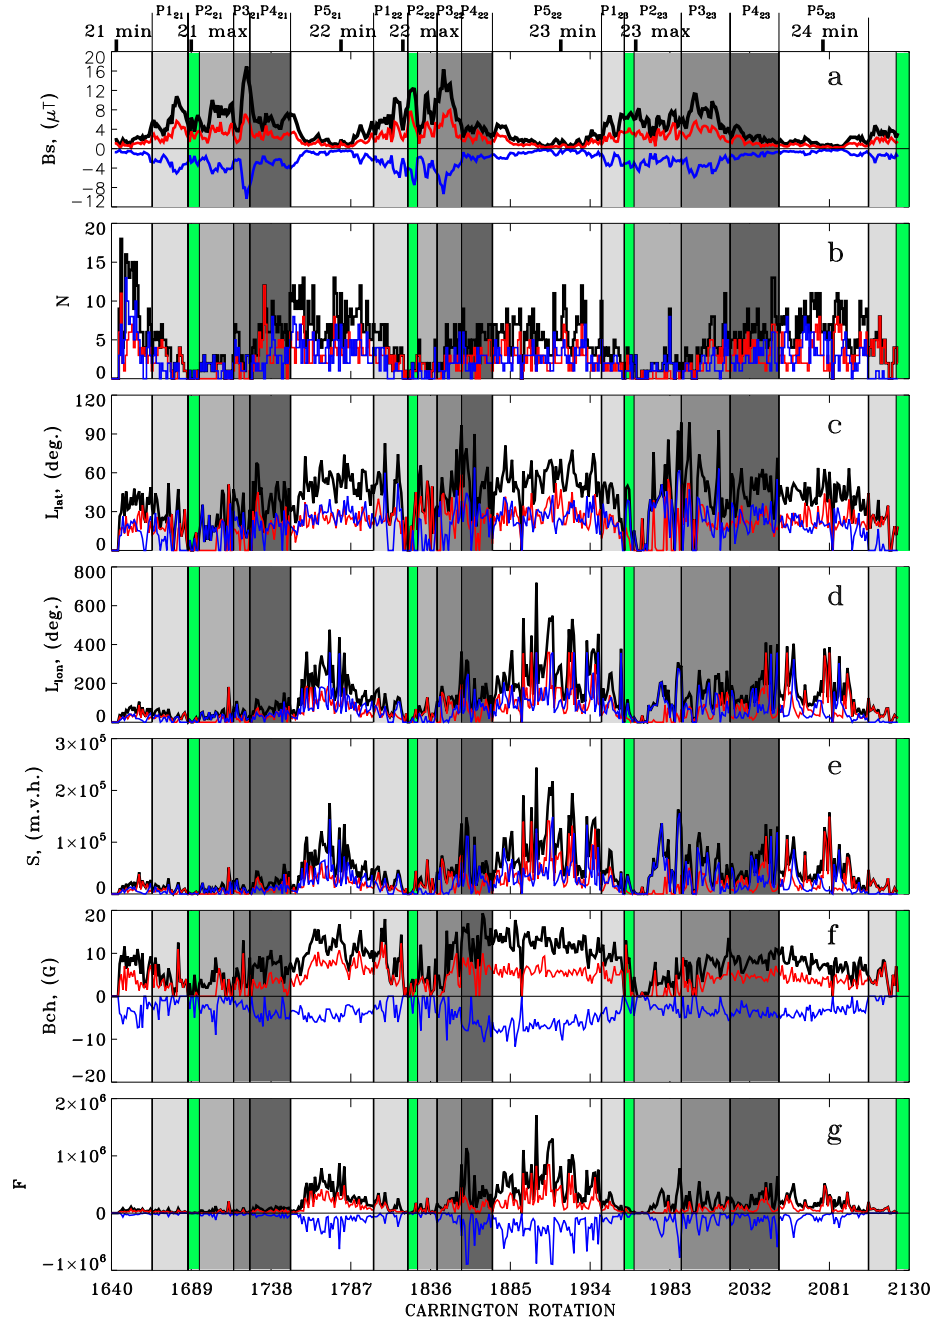 P1₂₁ P2₂₁ P3₂₁ P4₂₁ P5₂₁ P1₂₂ P2₂₂ P3₂₂ P4₂₂ P5₂₂ P1₂₃ P2₂₃ P3₂₃ P4₂₃ P5₂₃
21 min 21 max 22 min 22 max 23 min 23 max 24 min
Bs, (μT)
20
16
12
8
4
0
−4
−8
−12
a
N
20
15
10
5
0
b
L_lat, (deg.)
120
90
60
30
0
c
L_lon, (deg.)
800
600
400
200
0
d
S, (m.v.h.)
3×10⁵
2×10⁵
1×10⁵
0
e
Bch, (G)
20
10
0
−10
−20
f
F
2×10⁶
1×10⁶
0
−1×10⁶
g
1640 1689 1738 1787 1836 1885 1934 1983 2032 2081 2130
CARRINGTON ROTATION